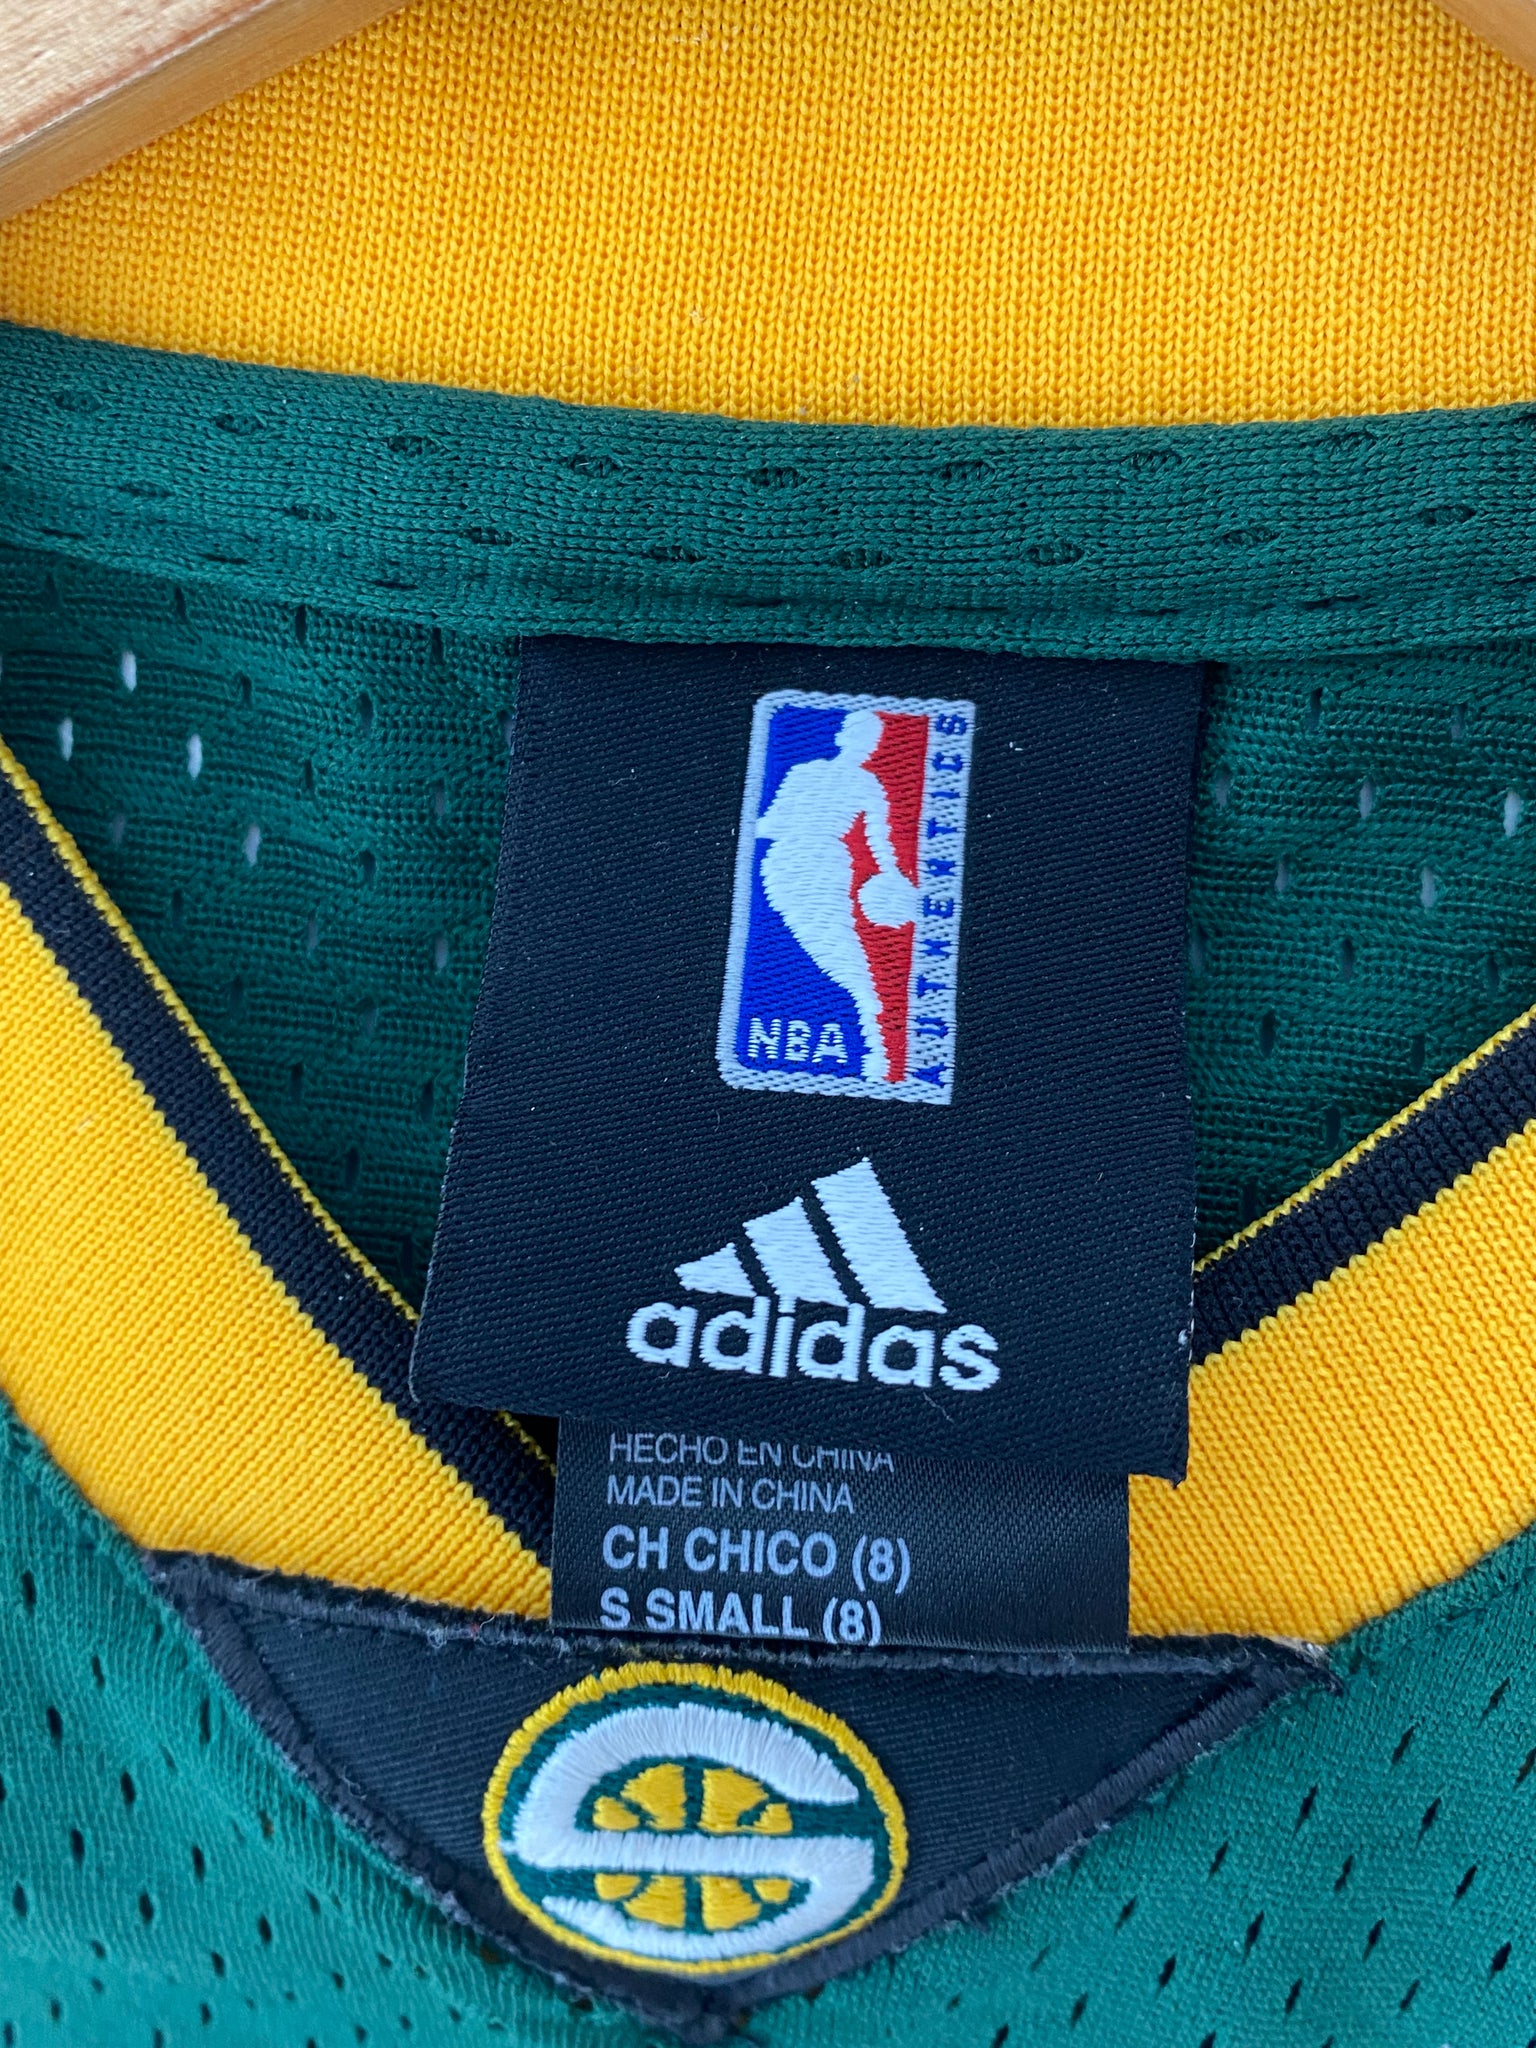 NBA
AUTHENTICS
adidas
HECHO EN CHINA
MADE IN CHINA
CH CHICO (8)
S SMALL (8)
S